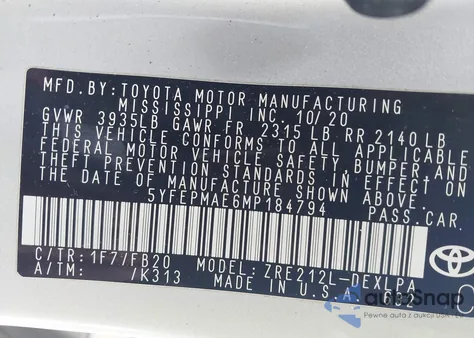 MFD.BY:TOYOTA MOTOR MANUFACTURING
MISSISSIPPI INC. 10/20
GVWR 3935LB GAWR FR 2315 LB RR 2140 LB
THIS VEHICLE CONFORMS TO ALL APPLICABLE
FEDERAL MOTOR VEHICLE SAFETY, BUMPER AND
THEFT PREVENTION STANDARDS IN EFFECT ON
THE DATE OF MANUFACTURE SHOWN ABOVE.
5YFEPMAE6MP184794 PASS.CAR.
C/TR: 1F7/FB20 MODEL: ZRE212L-DEXLPA
A/TM: /K313 MADE IN U.S.A.
autoSnap
Pewne auto z aukcji